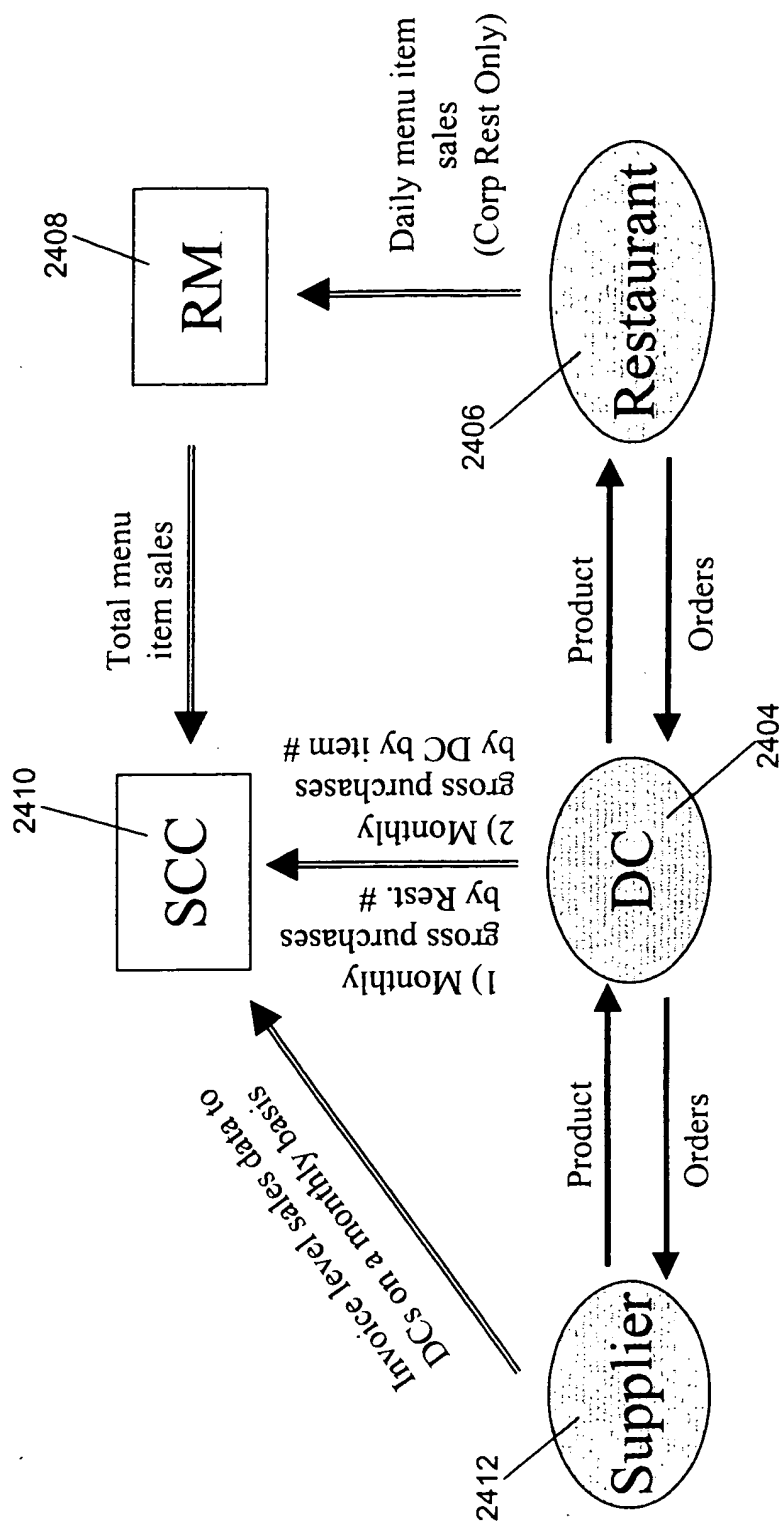 2410
SCC
Total menu
item sales
2408
RM
Invoice level sales data to
DCs on a monthly basis
1) Monthly
gross purchases
by Rest. #
2) Monthly
gross purchases
by DC by item #
Daily menu item
sales
(Corp Rest Only)
2412
Supplier
Product
Orders
DC
2404
Product
Orders
2406
Restaurant